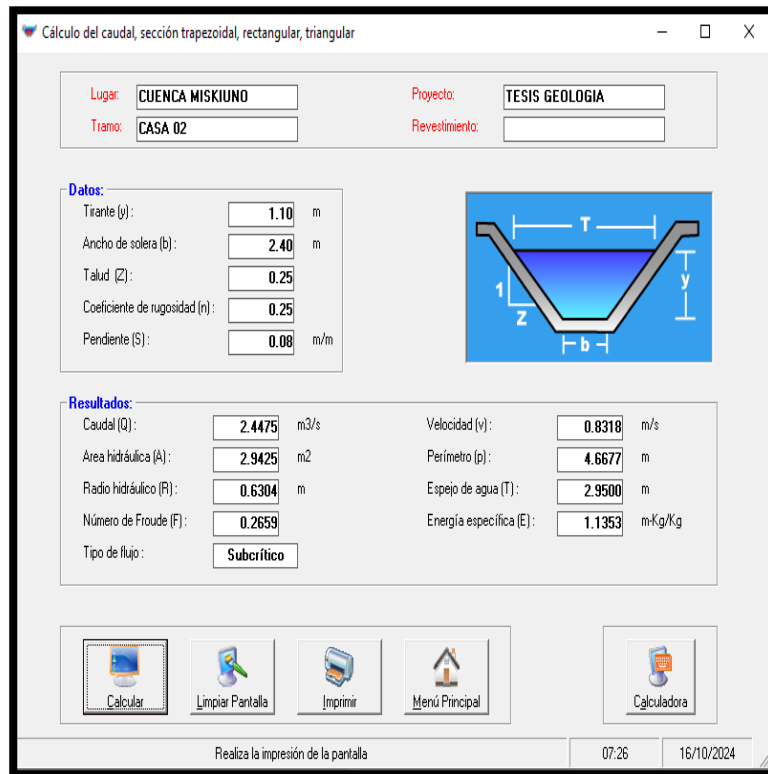 Cálculo del caudal, sección trapezoidal, rectangular, triangular
Lugar: CUENCA MISKIUNO Proyecto: TESIS GEOLOGIA
Tramo: CASA 02 Revestimiento:
Datos:
Tirante (y) : 1.10 m
Ancho de solera (b) : 2.40 m
Talud (Z) : 0.25
Coeficiente de rugosidad (n) : 0.25
Pendiente (S) : 0.08 m/m
T
1
Z
y
b
Resultados:
Caudal (Q) : 2.4475 m3/s Velocidad (v) : 0.8318 m/s
Area hidráulica (A) : 2.9425 m2 Perímetro (p) : 4.6677 m
Radio hidráulico (R) : 0.6304 m Espejo de agua (T) : 2.9500 m
Número de Froude (F) : 0.2659 Energía específica (E) : 1.1353 m-Kg/Kg
Tipo de flujo : Subcrítico
Calcular Limpiar Pantalla Imprimir Menú Principal Calculadora
Realiza la impresión de la pantalla 07:26 16/10/2024